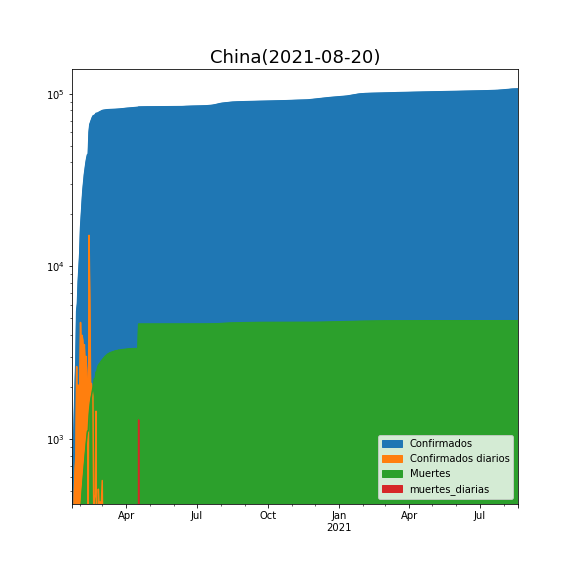 China(2021-08-20)
10^5
10^4
10^3
Confirmados
Confirmados diarios
Muertes
muertes_diarias
Apr Jul Oct Jan Apr Jul
2021